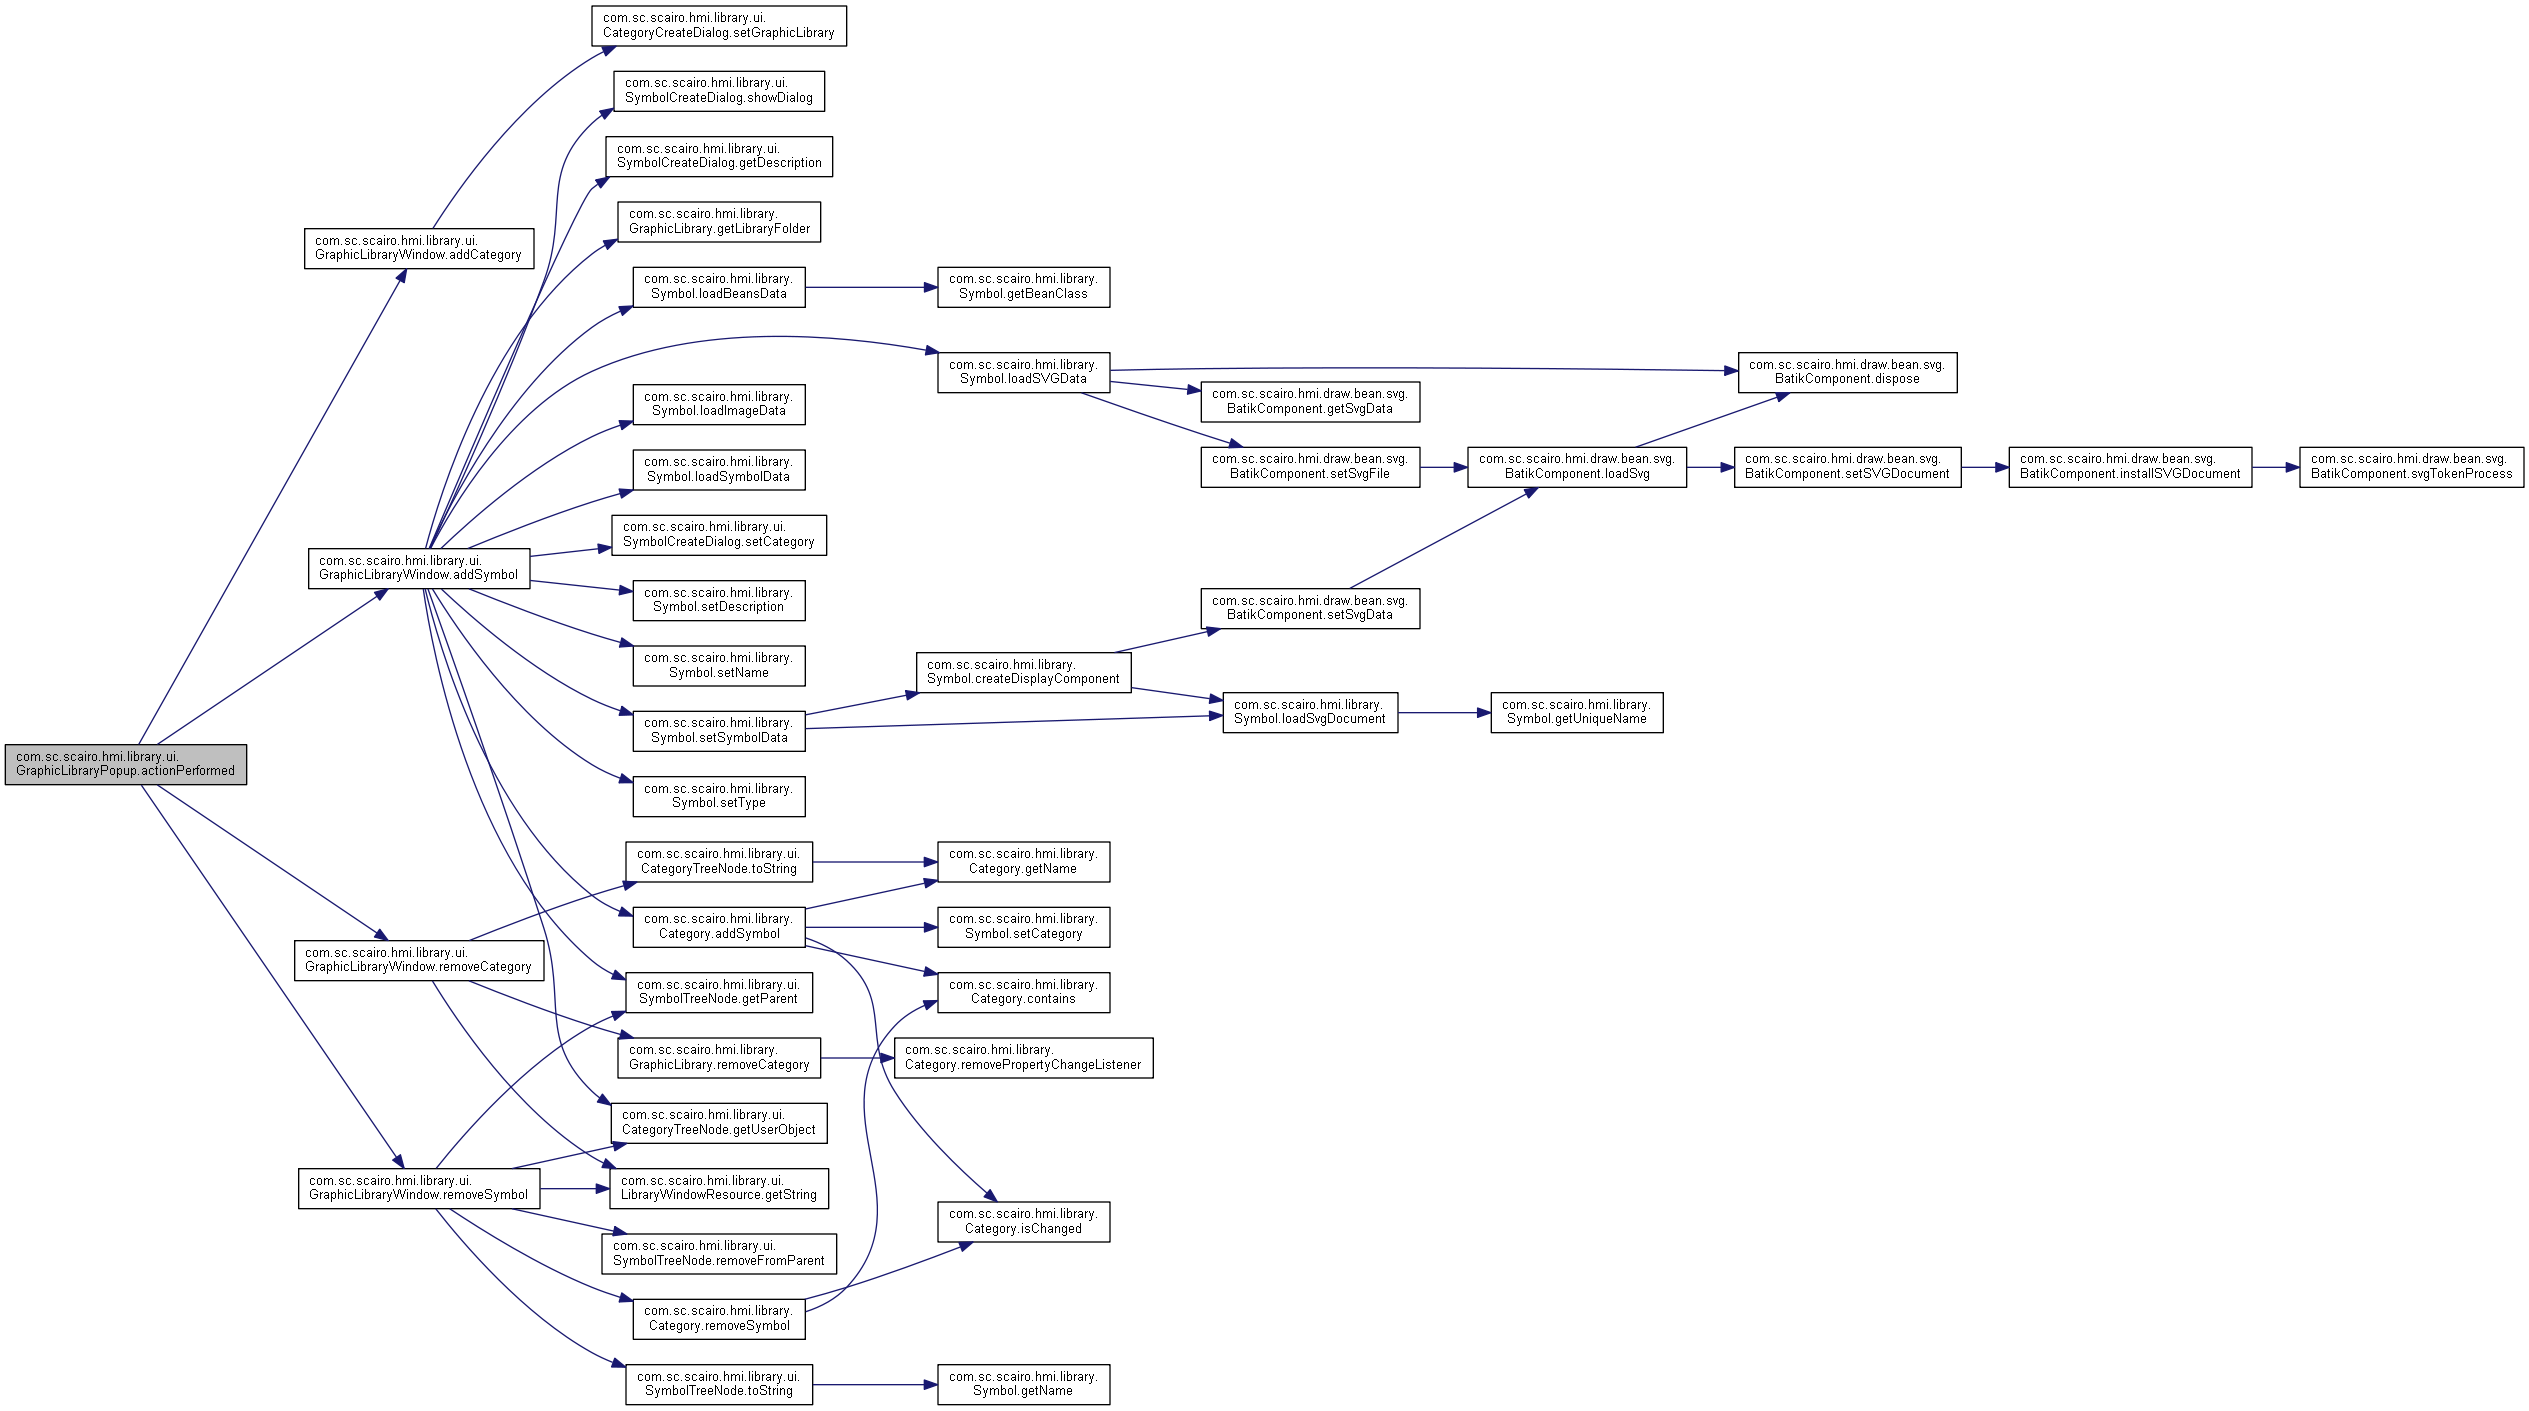 com.sc.scairo.hmi.library.ui.
CategoryCreateDialog.setGraphicLibrary
com.sc.scairo.hmi.library.ui.
SymbolCreateDialog.showDialog
com.sc.scairo.hmi.library.ui.
SymbolCreateDialog.getDescription
com.sc.scairo.hmi.library.
GraphicLibrary.getLibraryFolder
com.sc.scairo.hmi.library.ui.
GraphicLibraryWindow.addCategory
com.sc.scairo.hmi.library.
Symbol.loadBeansData
com.sc.scairo.hmi.library.
Symbol.getBeanClass
com.sc.scairo.hmi.library.
Symbol.loadSVGData
com.sc.scairo.hmi.draw.bean.svg.
BatikComponent.dispose
com.sc.scairo.hmi.library.
Symbol.loadImageData
com.sc.scairo.hmi.draw.bean.svg.
BatikComponent.getSvgData
com.sc.scairo.hmi.library.
Symbol.loadSymbolData
com.sc.scairo.hmi.draw.bean.svg.
BatikComponent.setSvgFile
com.sc.scairo.hmi.draw.bean.svg.
BatikComponent.loadSvg
com.sc.scairo.hmi.draw.bean.svg.
BatikComponent.setSVGDocument
com.sc.scairo.hmi.draw.bean.svg.
BatikComponent.installSVGDocument
com.sc.scairo.hmi.draw.bean.svg.
BatikComponent.svgTokenProcess
com.sc.scairo.hmi.library.ui.
SymbolCreateDialog.setCategory
com.sc.scairo.hmi.library.ui.
GraphicLibraryWindow.addSymbol
com.sc.scairo.hmi.library.
Symbol.setDescription
com.sc.scairo.hmi.draw.bean.svg.
BatikComponent.setSvgData
com.sc.scairo.hmi.library.
Symbol.setName
com.sc.scairo.hmi.library.
Symbol.createDisplayComponent
com.sc.scairo.hmi.library.
Symbol.setSymbolData
com.sc.scairo.hmi.library.
Symbol.loadSvgDocument
com.sc.scairo.hmi.library.
Symbol.getUniqueName
com.sc.scairo.hmi.library.ui.
GraphicLibraryPopup.actionPerformed
com.sc.scairo.hmi.library.
Symbol.setType
com.sc.scairo.hmi.library.ui.
CategoryTreeNode.toString
com.sc.scairo.hmi.library.
Category.getName
com.sc.scairo.hmi.library.
Category.addSymbol
com.sc.scairo.hmi.library.
Symbol.setCategory
com.sc.scairo.hmi.library.ui.
GraphicLibraryWindow.removeCategory
com.sc.scairo.hmi.library.ui.
SymbolTreeNode.getParent
com.sc.scairo.hmi.library.
Category.contains
com.sc.scairo.hmi.library.
GraphicLibrary.removeCategory
com.sc.scairo.hmi.library.
Category.removePropertyChangeListener
com.sc.scairo.hmi.library.ui.
CategoryTreeNode.getUserObject
com.sc.scairo.hmi.library.ui.
GraphicLibraryWindow.removeSymbol
com.sc.scairo.hmi.library.ui.
LibraryWindowResource.getString
com.sc.scairo.hmi.library.
Category.isChanged
com.sc.scairo.hmi.library.ui.
SymbolTreeNode.removeFromParent
com.sc.scairo.hmi.library.
Category.removeSymbol
com.sc.scairo.hmi.library.ui.
SymbolTreeNode.toString
com.sc.scairo.hmi.library.
Symbol.getName